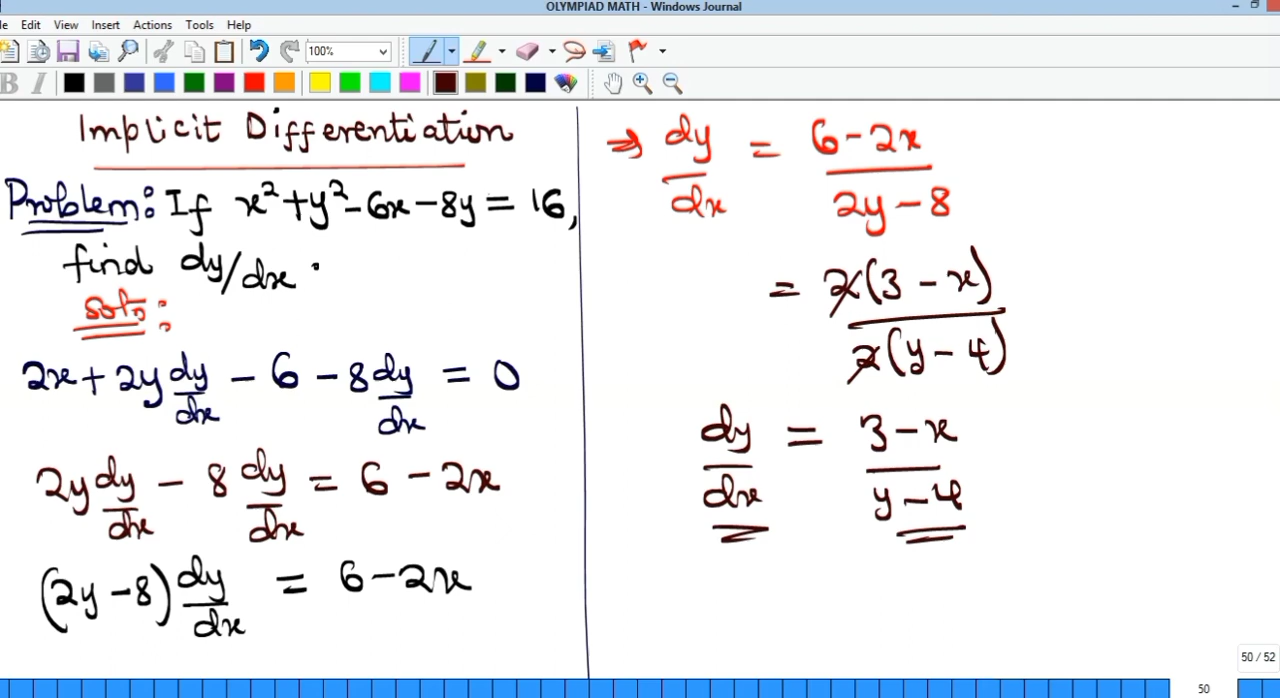 OLYMPIAD MATH - Windows Journal
le Edit View Insert Actions Tools Help
100%
B I
Implicit Differentiation
Problem: If x²+y²-6x-8y=16,
find dy/dx.
Soln:
2x+2y dy/dx - 6 - 8 dy/dx = 0
2y dy/dx - 8 dy/dx = 6 - 2x
(2y-8) dy/dx = 6-2x
⇒ dy/dx = 6-2x/2y-8
= 2(3-x)/2(y-4)
dy/dx = 3-x/y-4
50 / 52
50